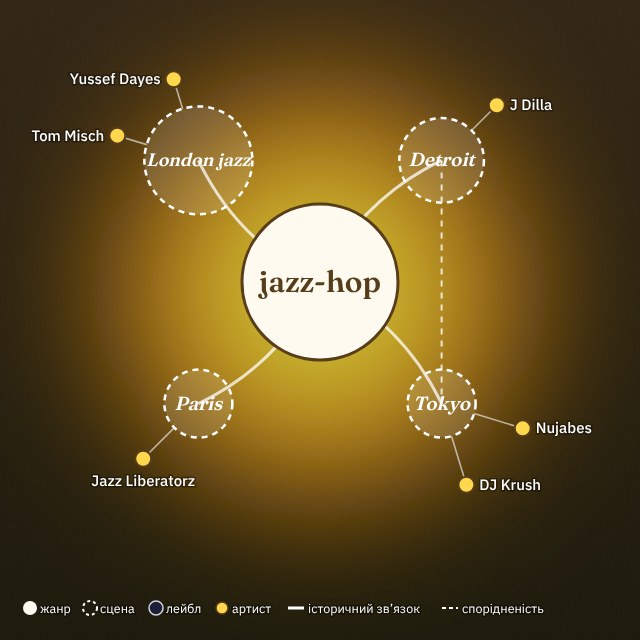 Yussef Dayes
J Dilla
Tom Misch
London jazz
Detroit
jazz-hop
Paris
Tokyo
Nujabes
Jazz Liberatorz
DJ Krush
жанр
сцена
лейбл
артист
історичний зв’язок
спорідненість